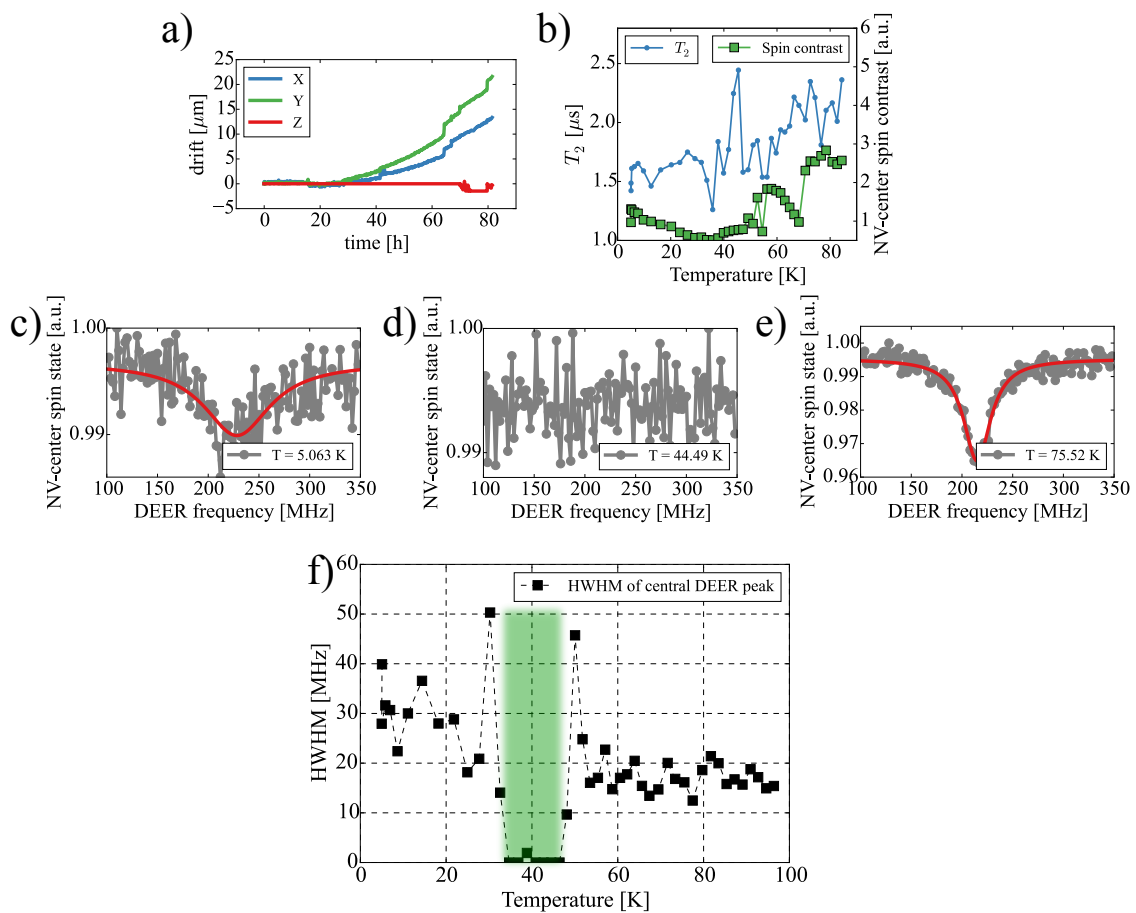 a)
25
20
15
10
5
0
−5
drift [μm]
X
Y
Z
0 20 40 60 80 100
time [h]
b)
2.5
2.0
1.5
1.0
T2 [μs]
T2
Spin contrast
6
5
4
3
2
1
NV-center spin contrast [a.u.]
0 20 40 60 80
Temperature [K]
c)
1.00
0.99
NV-center spin state [a.u.]
T = 5.063 K
100 150 200 250 300 350
DEER frequency [MHz]
d)
1.00
0.99
NV-center spin state [a.u.]
T = 44.49 K
100 150 200 250 300 350
DEER frequency [MHz]
e)
1.00
0.99
0.98
0.97
0.96
NV-center spin state [a.u.]
T = 75.52 K
100 150 200 250 300 350
DEER frequency [MHz]
f)
60
50
40
30
20
10
0
HWHM [MHz]
HWHM of central DEER peak
0 20 40 60 80 100
Temperature [K]